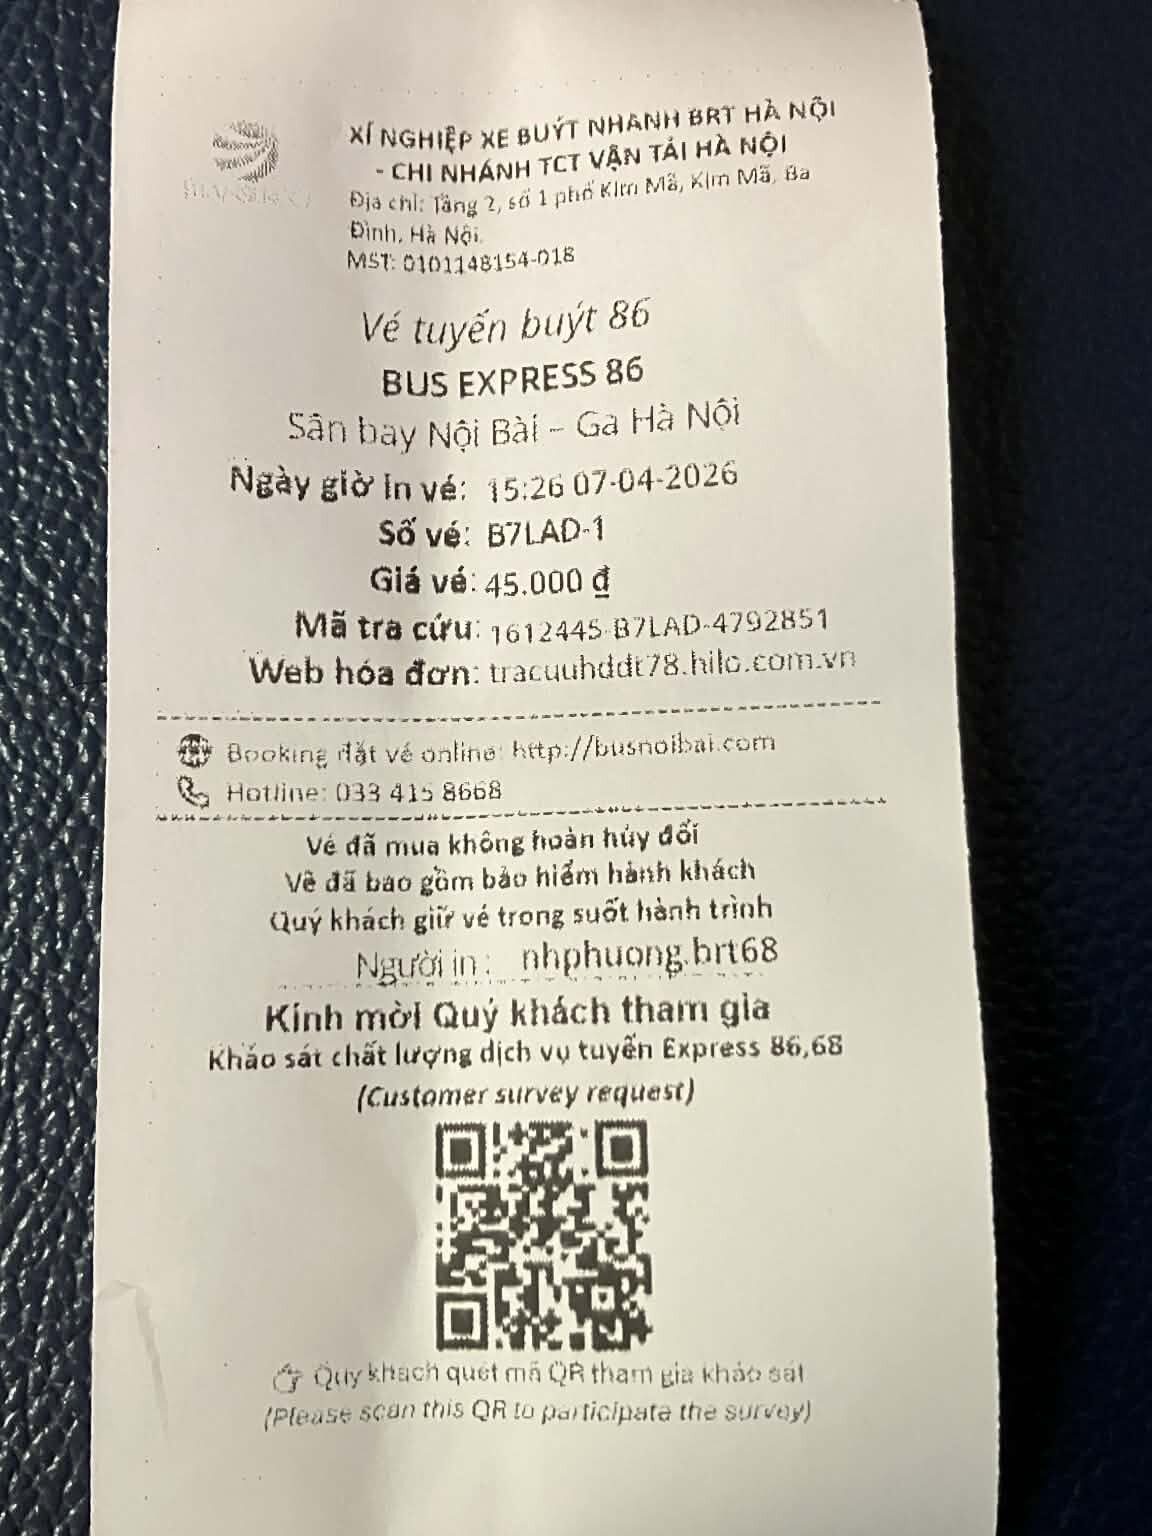 XÍ NGHIỆP XE BUÝT NHANH BRT HÀ NỘI
- CHI NHÁNH TCT VẬN TẢI HÀ NỘI
Địa chỉ: Tầng 2, số 1 phố Kim Mã, Kim Mã, Ba
Đình, Hà Nội.
MST: 0101148154-018
Vé tuyến buýt 86
BUS EXPRESS 86
Sân bay Nội Bài – Ga Hà Nội
Ngày giờ in vé: 15:26 07-04-2026
Số vé: B7LAD-1
Giá vé: 45.000 ₫
Mã tra cứu: 1612445-B7LAD-4792851
Web hóa đơn: tracuuhddt78.hilo.com.vn
Booking đặt vé online: http://busnoibai.com
Hotline: 033 415 8668
Vé đã mua không hoàn hủy đổi
Vé đã bao gồm bảo hiểm hành khách
Quý khách giữ vé trong suốt hành trình
Người in : nhphuong.brt68
Kính mời Quý khách tham gia
Khảo sát chất lượng dịch vụ tuyến Express 86,68
(Customer survey request)
Quý khách quét mã QR tham gia khảo sát
(Please scan this QR to participate the survey)